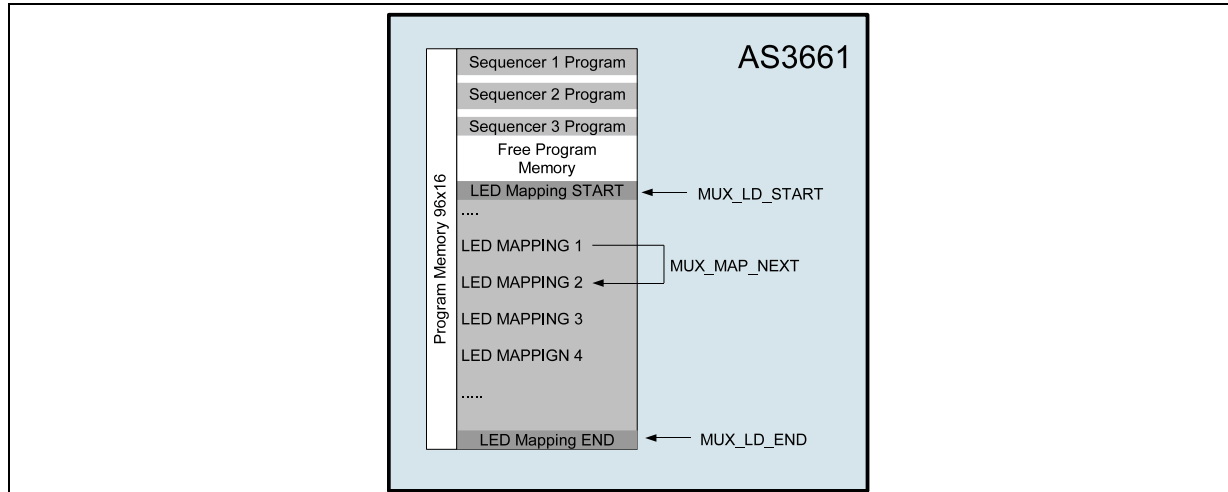 AS3661
Program Memory 96x16
Sequencer 1 Program
Sequencer 2 Program
Sequencer 3 Program
Free Program
Memory
LED Mapping START
MUX_LD_START
....
LED MAPPING 1
MUX_MAP_NEXT
LED MAPPING 2
LED MAPPING 3
LED MAPPIGN 4
.....
LED Mapping END
MUX_LD_END